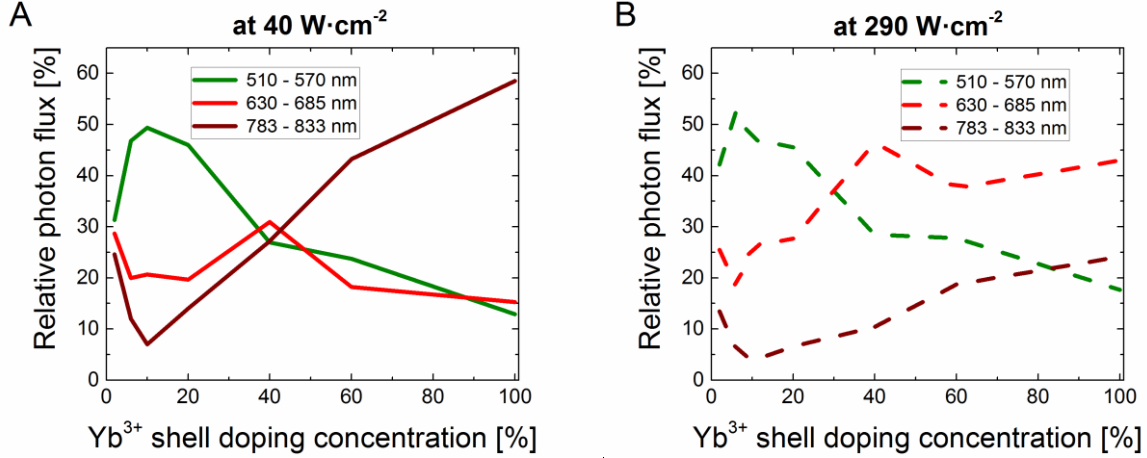 A
at 40 W·cm-2
Relative photon flux [%]
60
50
40
30
20
10
0
510 - 570 nm
630 - 685 nm
783 - 833 nm
0 20 40 60 80 100
Yb3+ shell doping concentration [%]
B
at 290 W·cm-2
Relative photon flux [%]
60
50
40
30
20
10
0
510 - 570 nm
630 - 685 nm
783 - 833 nm
0 20 40 60 80 100
Yb3+ shell doping concentration [%]